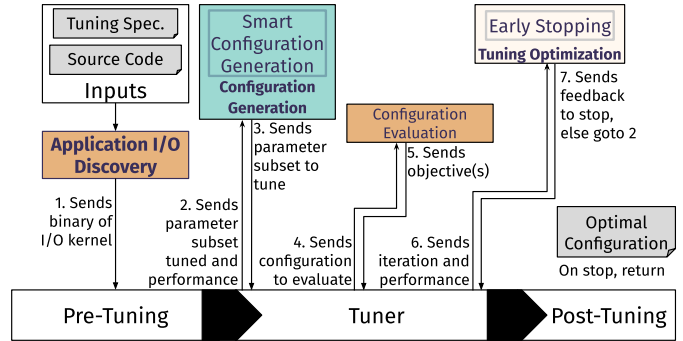 Tuning Spec.
Source Code
Inputs
Application I/O
Discovery
1. Sends
binary of
I/O kernel
Smart
Configuration
Generation
Configuration
Generation
2. Sends
parameter
subset
tuned and
performance
3. Sends
parameter
subset to
tune
Configuration
Evaluation
4. Sends
configuration
to evaluate
5. Sends
objective(s)
Early Stopping
Tuning Optimization
6. Sends
iteration and
performance
7. Sends
feedback
to stop,
else goto 2
Optimal
Configuration
On stop, return
Pre-Tuning
Tuner
Post-Tuning